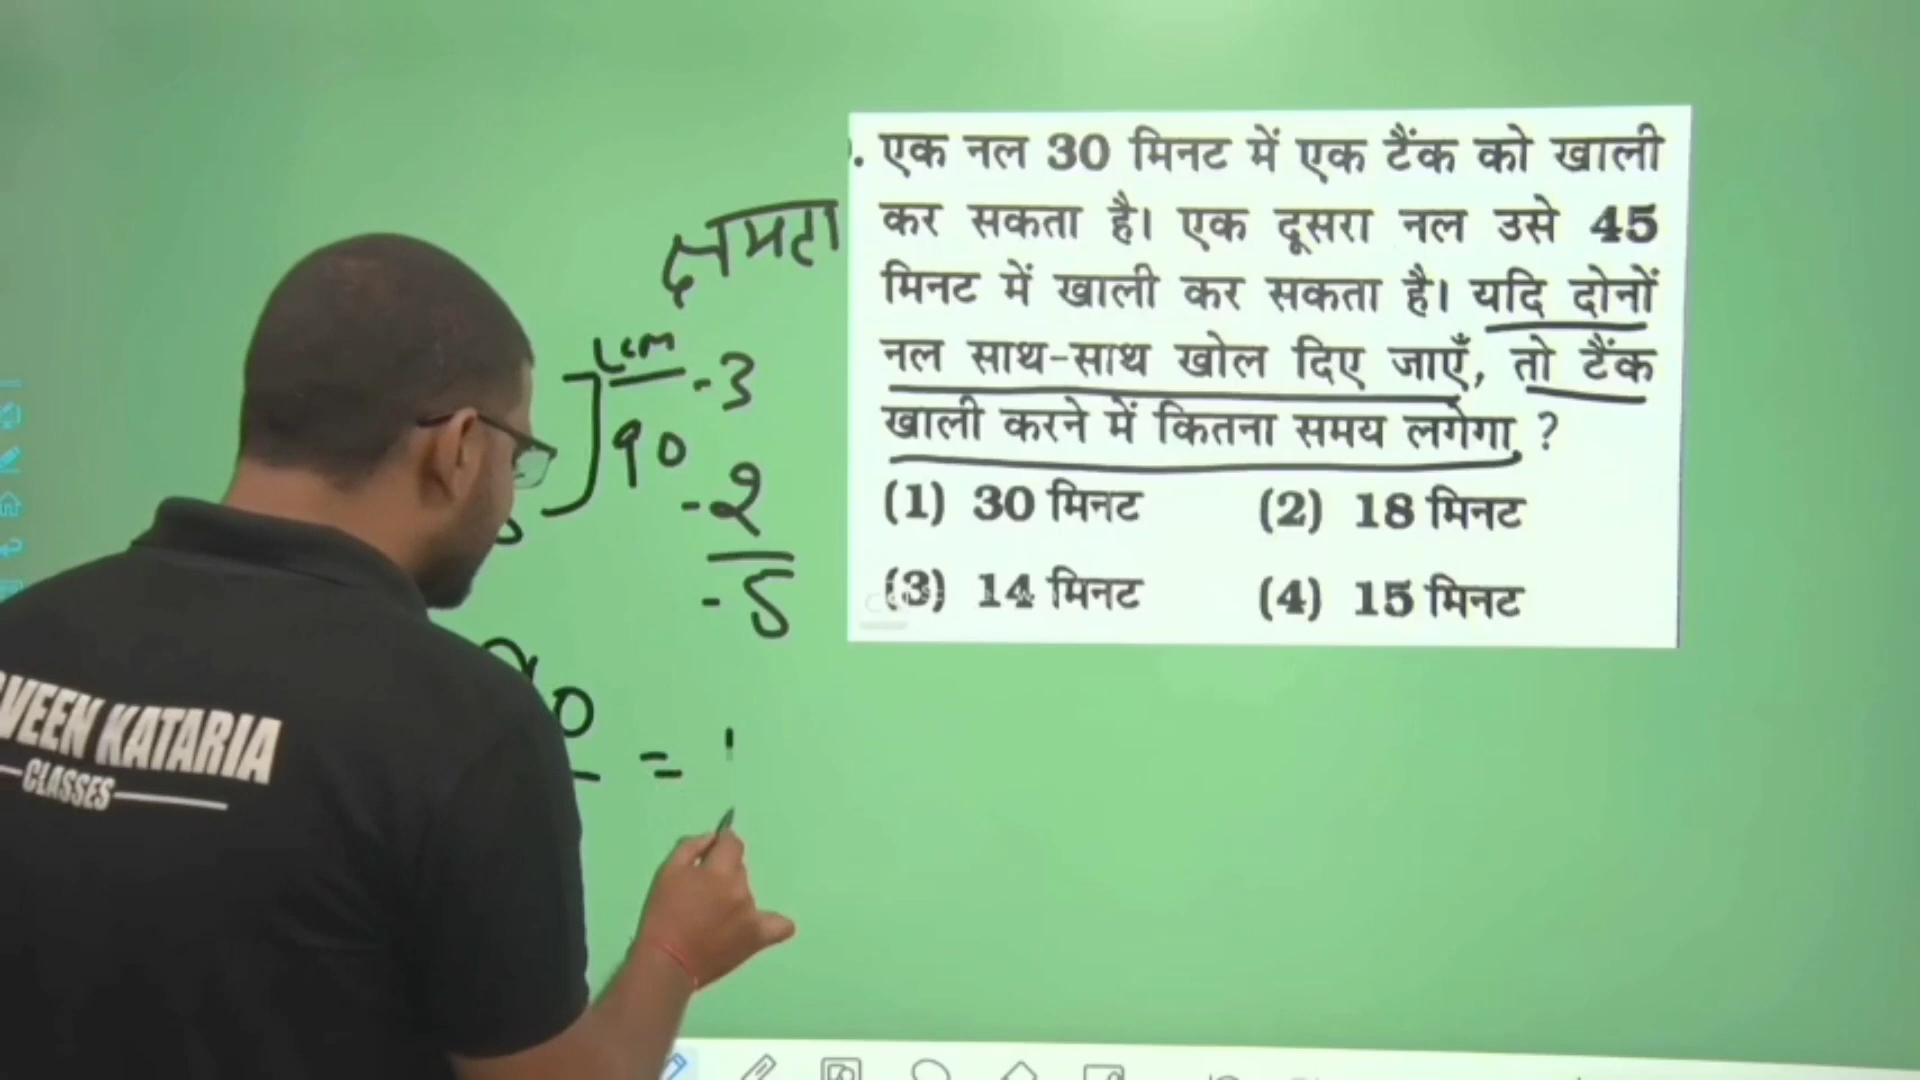 . एक नल 30 मिनट में एक टैंक को खाली
कर सकता है। एक दूसरा नल उसे 45
मिनट में खाली कर सकता है। यदि दोनों
नल साथ-साथ खोल दिए जाएँ, तो टैंक
खाली करने में कितना समय लगेगा ?
(1) 30 मिनट (2) 18 मिनट
(3) 14 मिनट (4) 15 मिनट
क्षमता
Lcm
-3
90
-2
-5
90
= 1
VEEN KATARIA
CLASSES